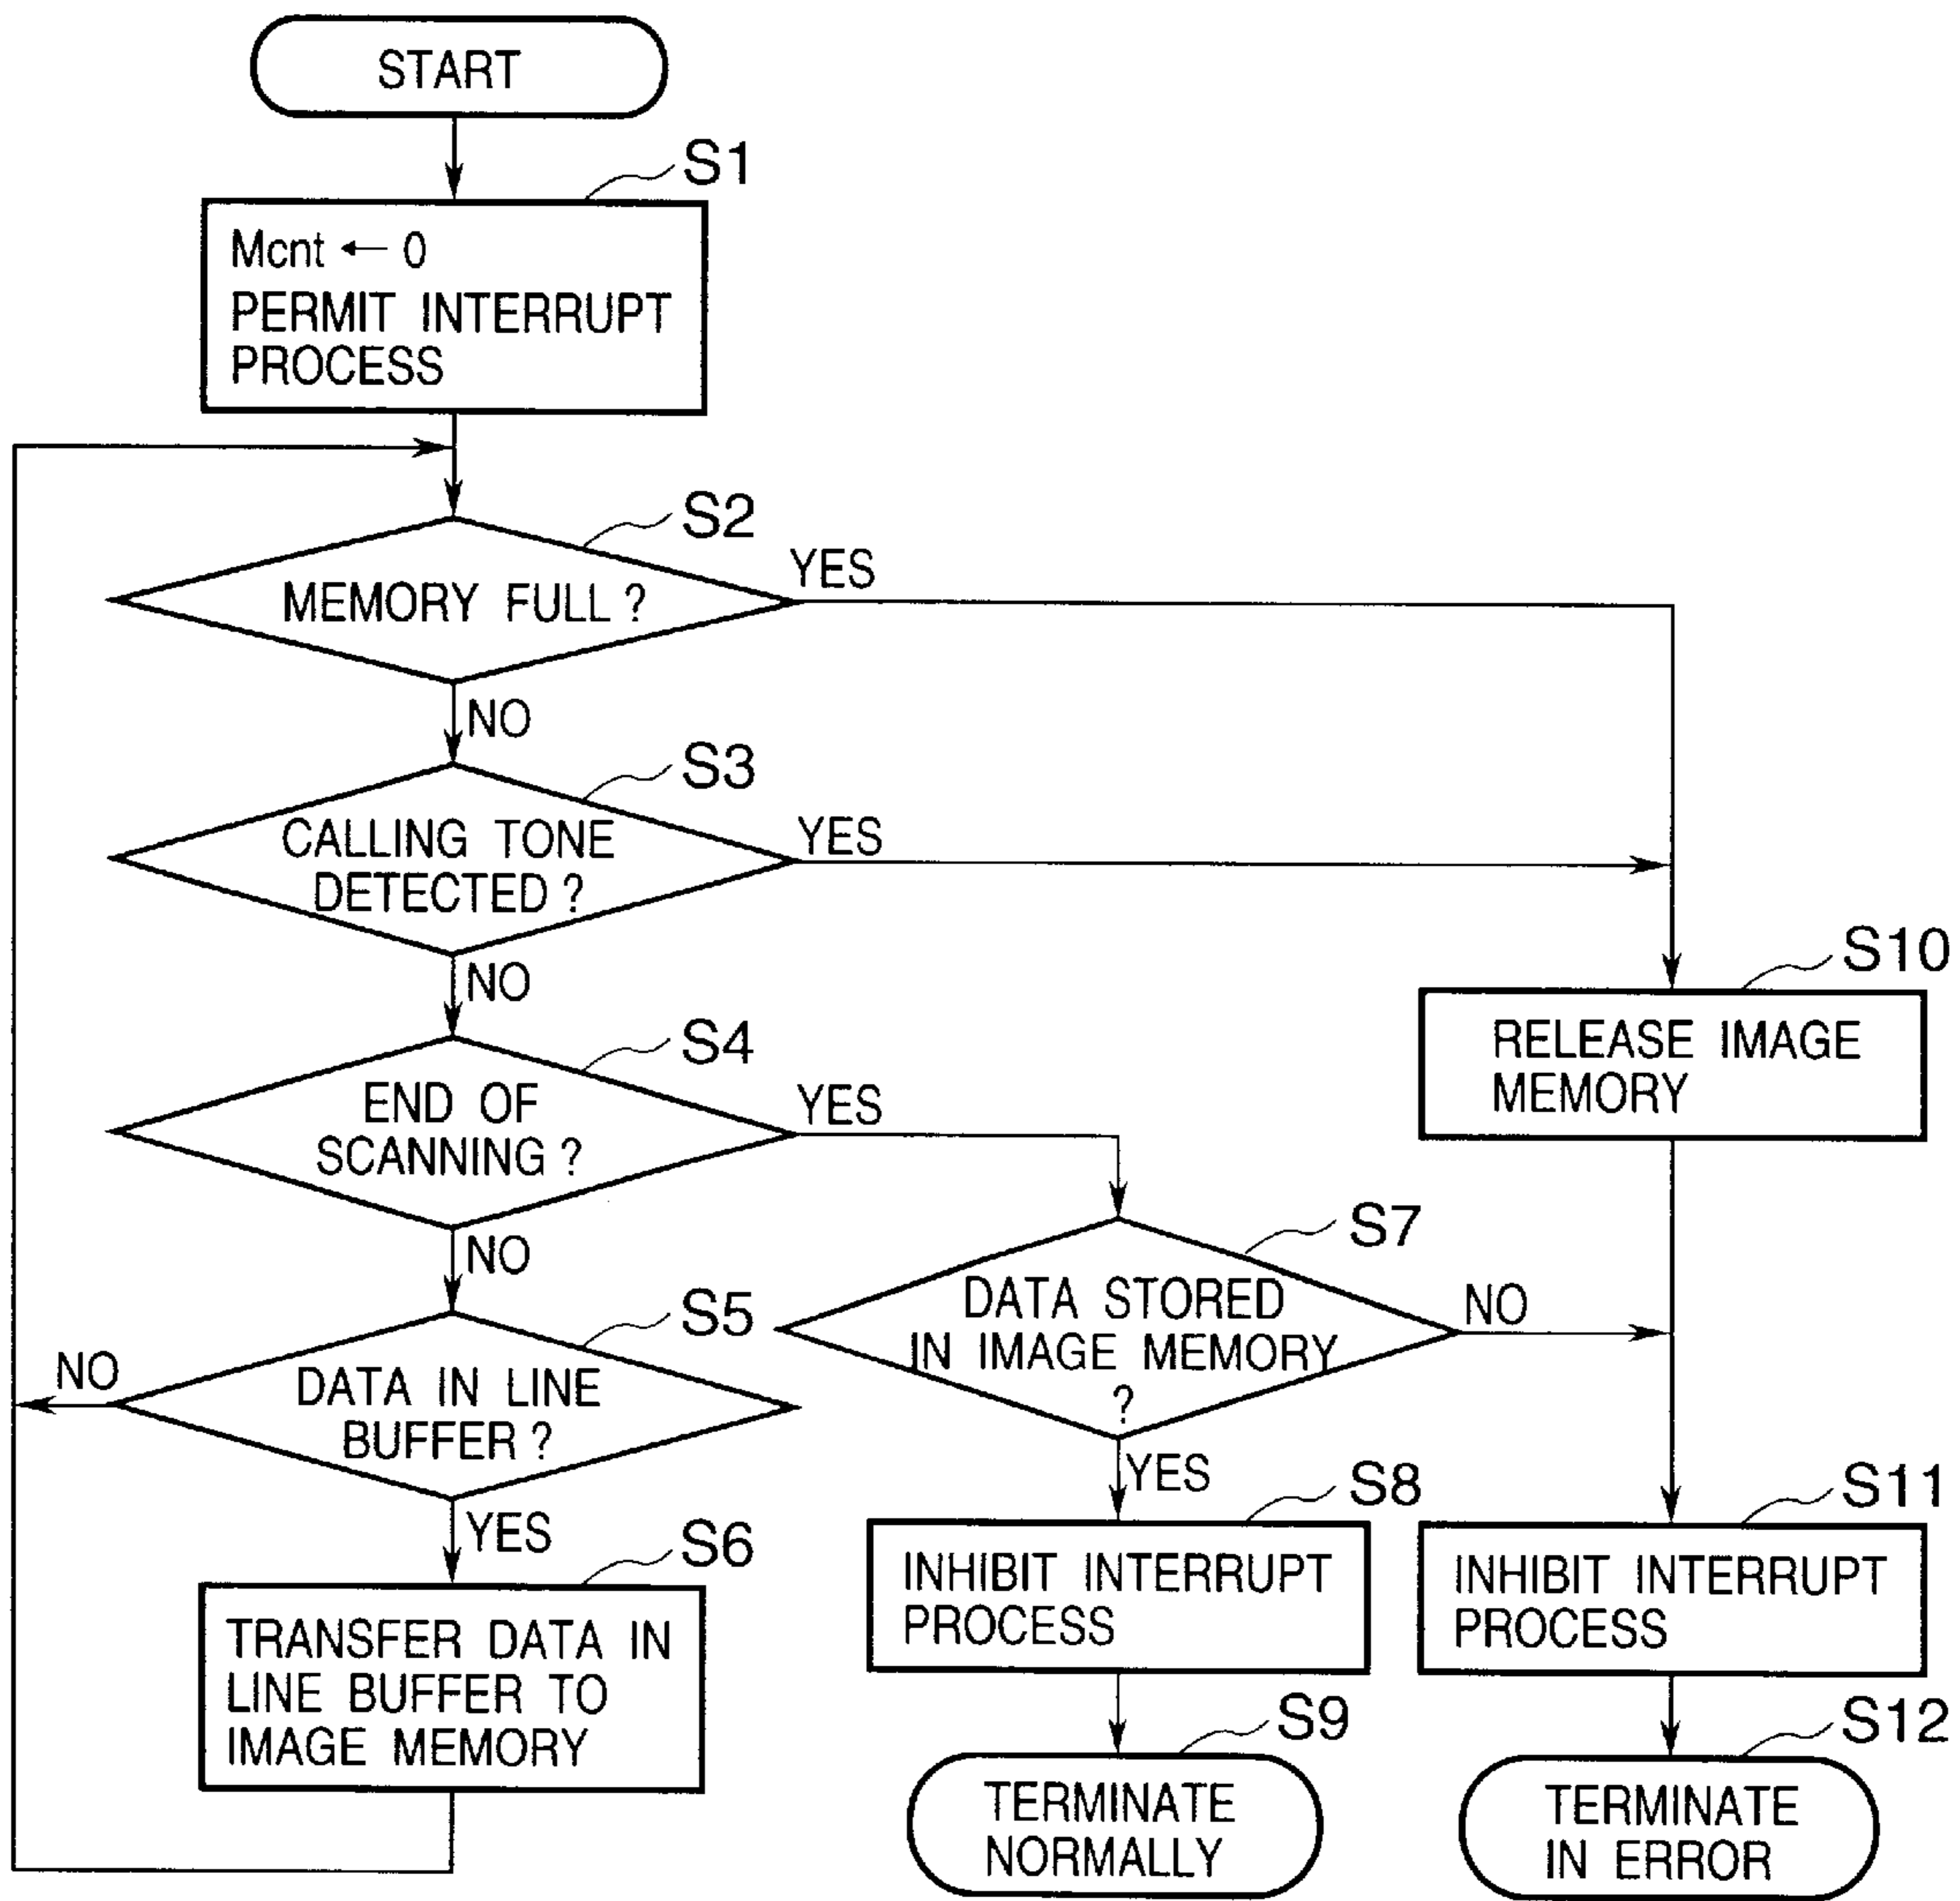 START
S1
Mcnt ← 0
PERMIT INTERRUPT
PROCESS
S2
MEMORY FULL ?
YES
NO
S3
CALLING TONE
DETECTED ?
YES
NO
S4
END OF
SCANNING ?
YES
NO
S5
DATA IN LINE
BUFFER ?
NO
YES
S6
TRANSFER DATA IN
LINE BUFFER TO
IMAGE MEMORY
S7
DATA STORED
IN IMAGE MEMORY
?
NO
YES
S8
INHIBIT INTERRUPT
PROCESS
S9
TERMINATE
NORMALLY
S10
RELEASE IMAGE
MEMORY
S11
INHIBIT INTERRUPT
PROCESS
S12
TERMINATE
IN ERROR